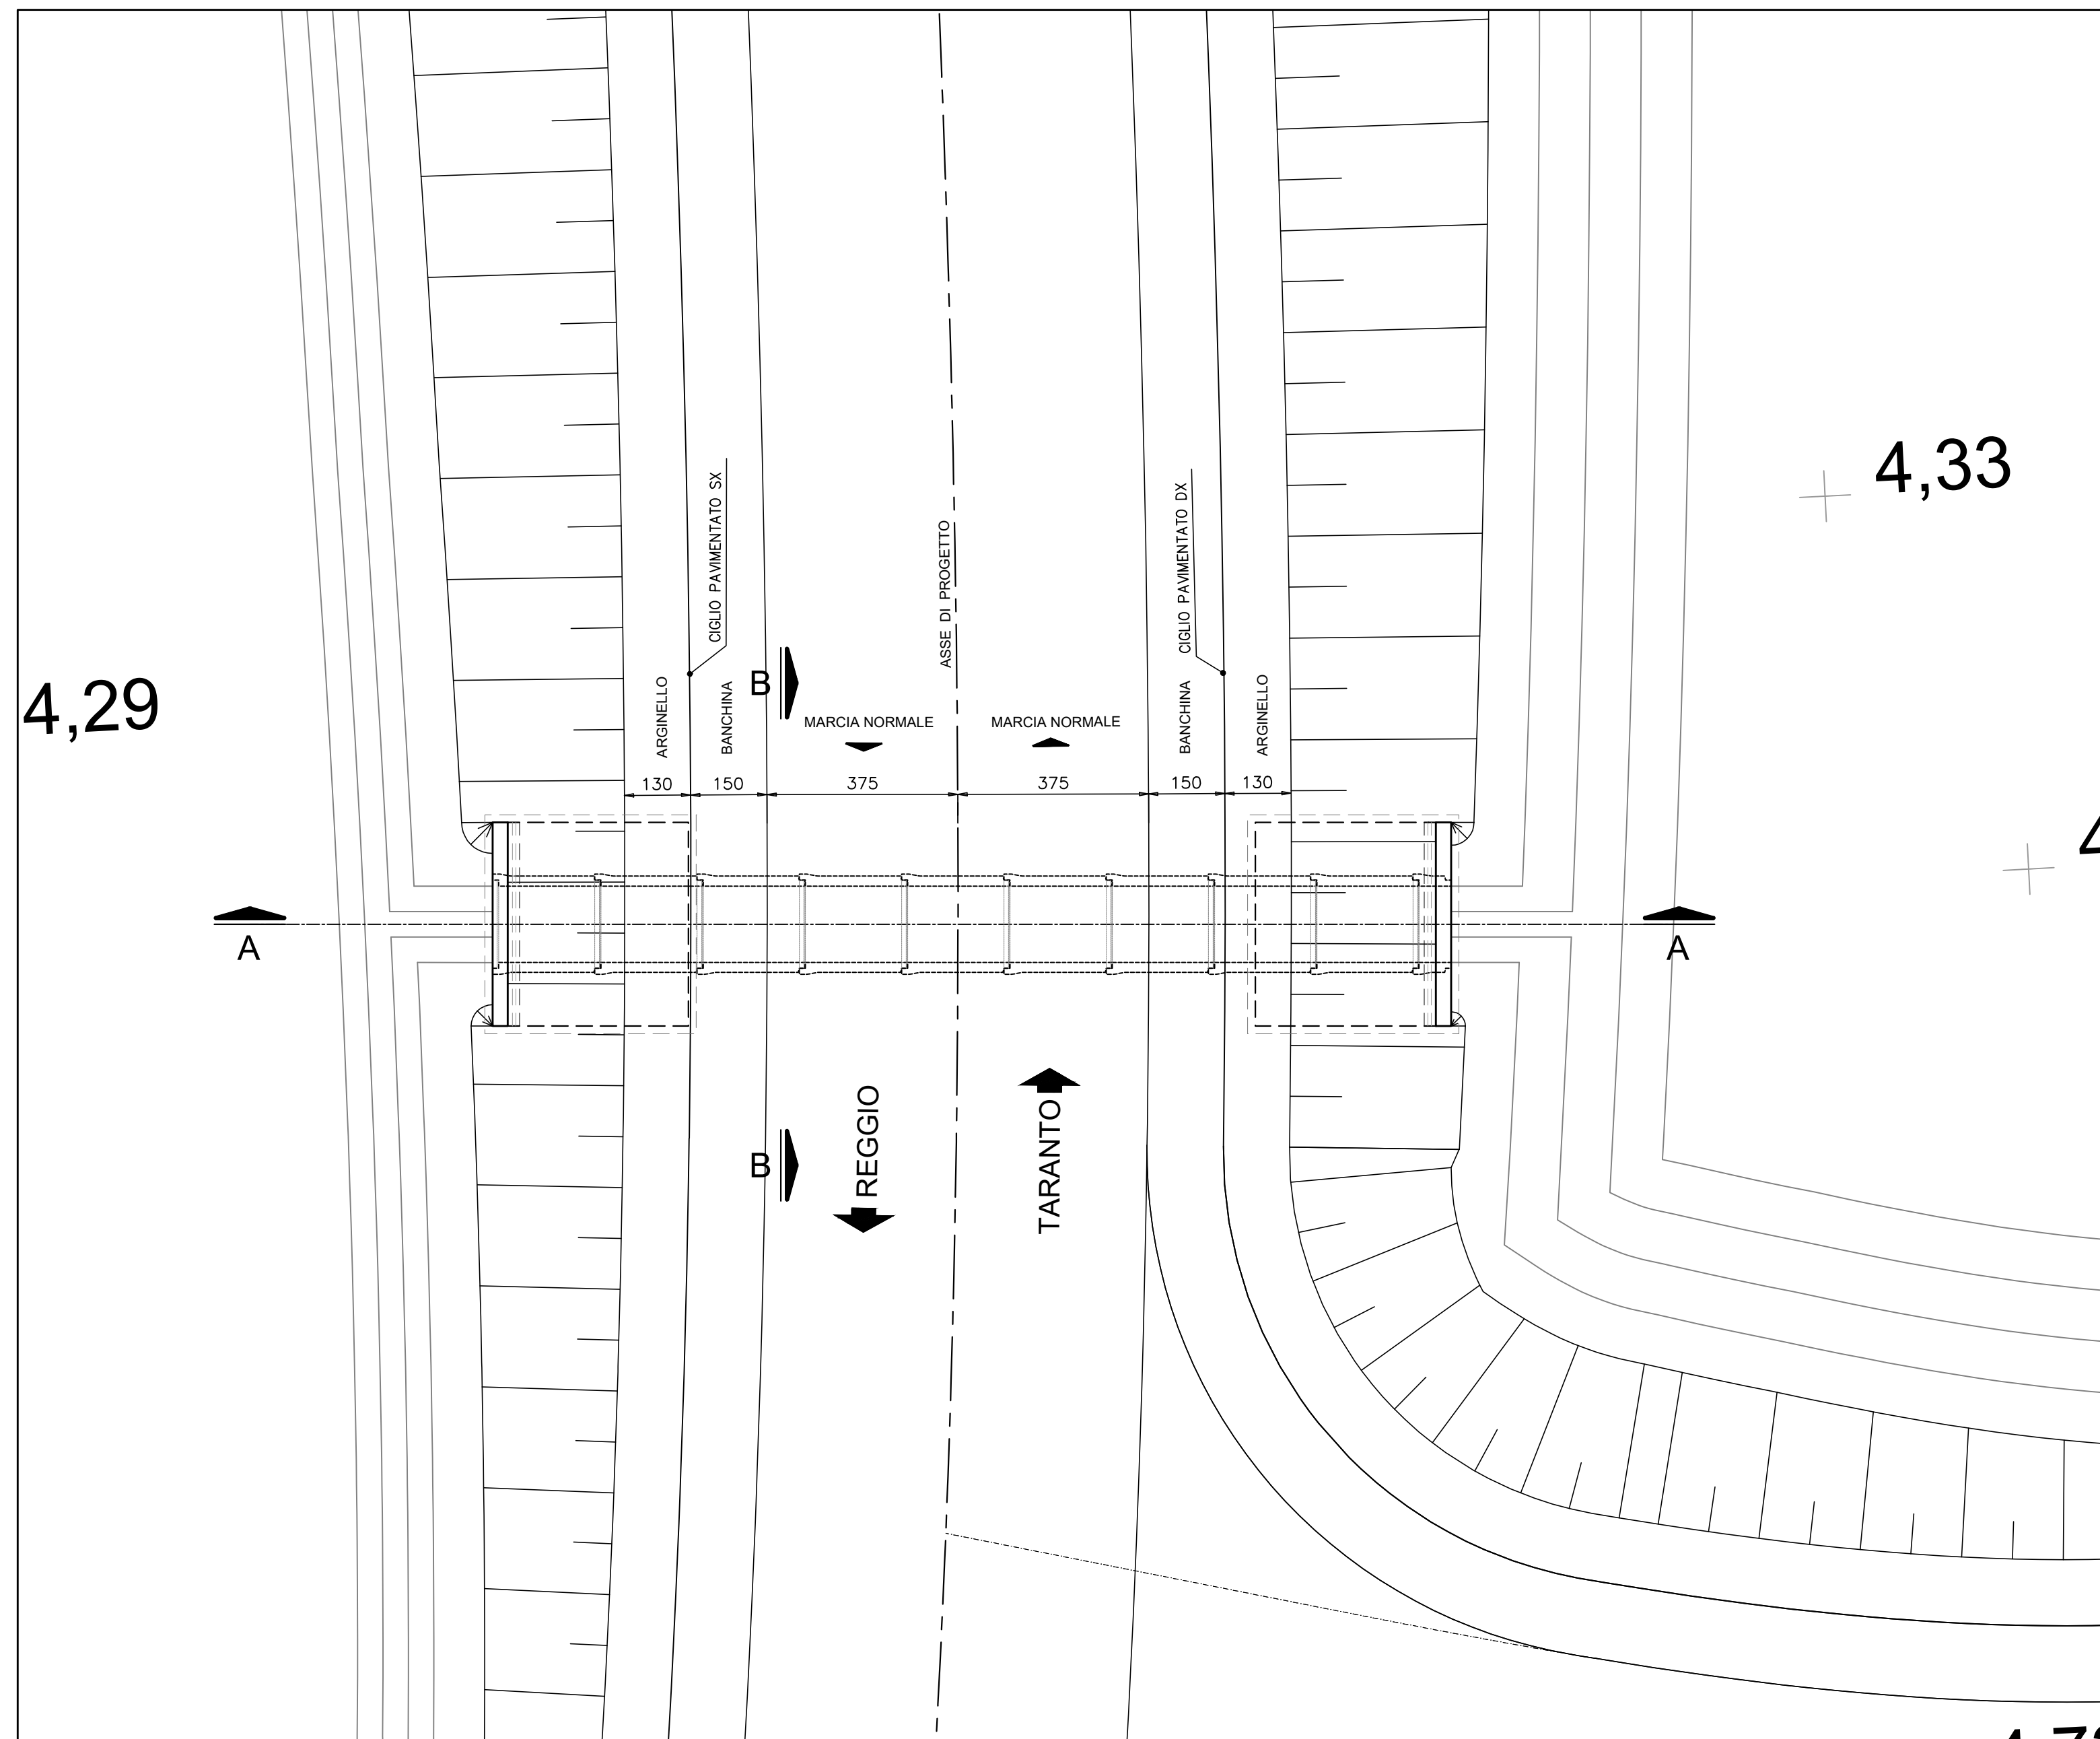 4,33
CIGLIO PAVIMENTATO SX
CIGLIO PAVIMENTATO DX
ASSE DI PROGETTO
4,29
ARGINELLO
BANCHINA
B
MARCIA NORMALE
MARCIA NORMALE
BANCHINA
ARGINELLO
130
150
375
375
150
130
A
A
B
REGGIO
TARANTO